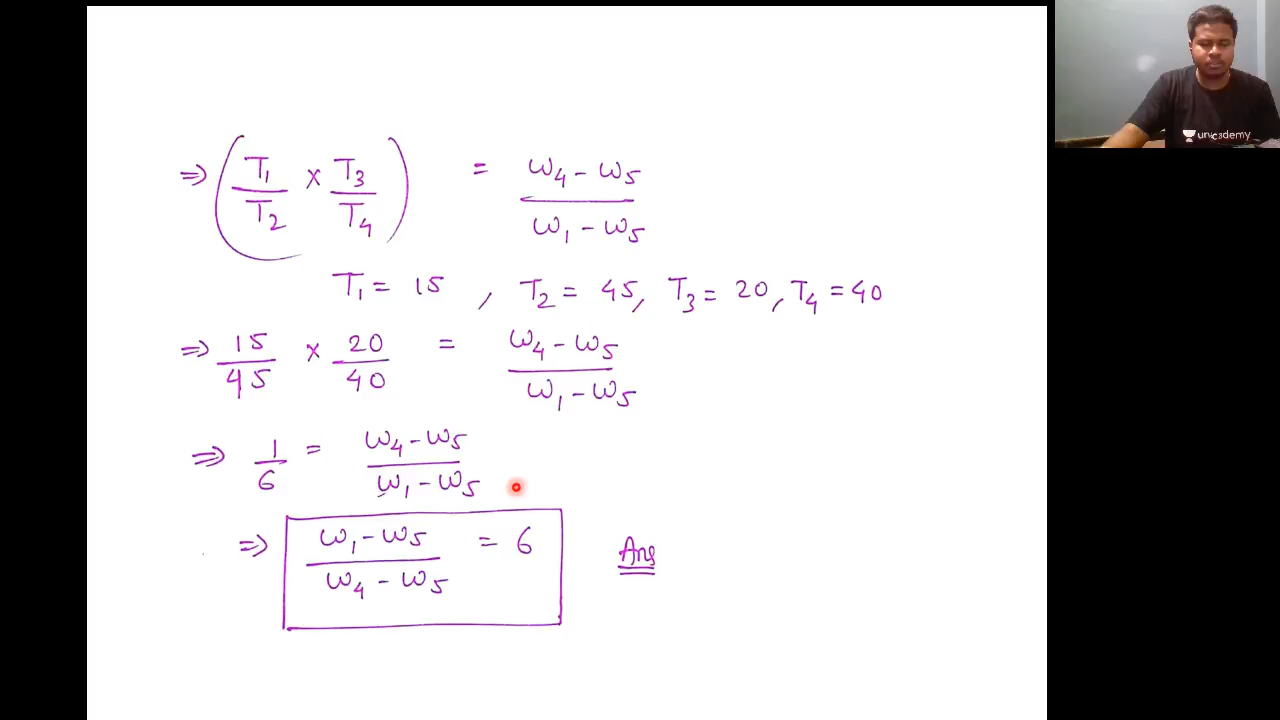 unacademy
⇒ (T₁/T₂ × T₃/T₄) = ω₄ - ω₅ / ω₁ - ω₅
T₁ = 15 , T₂ = 45, T₃ = 20, T₄ = 40
⇒ 15/45 × 20/40 = ω₄ - ω₅ / ω₁ - ω₅
⇒ 1/6 = ω₄ - ω₅ / ω₁ - ω₅
⇒ ω₁ - ω₅ / ω₄ - ω₅ = 6 Ans